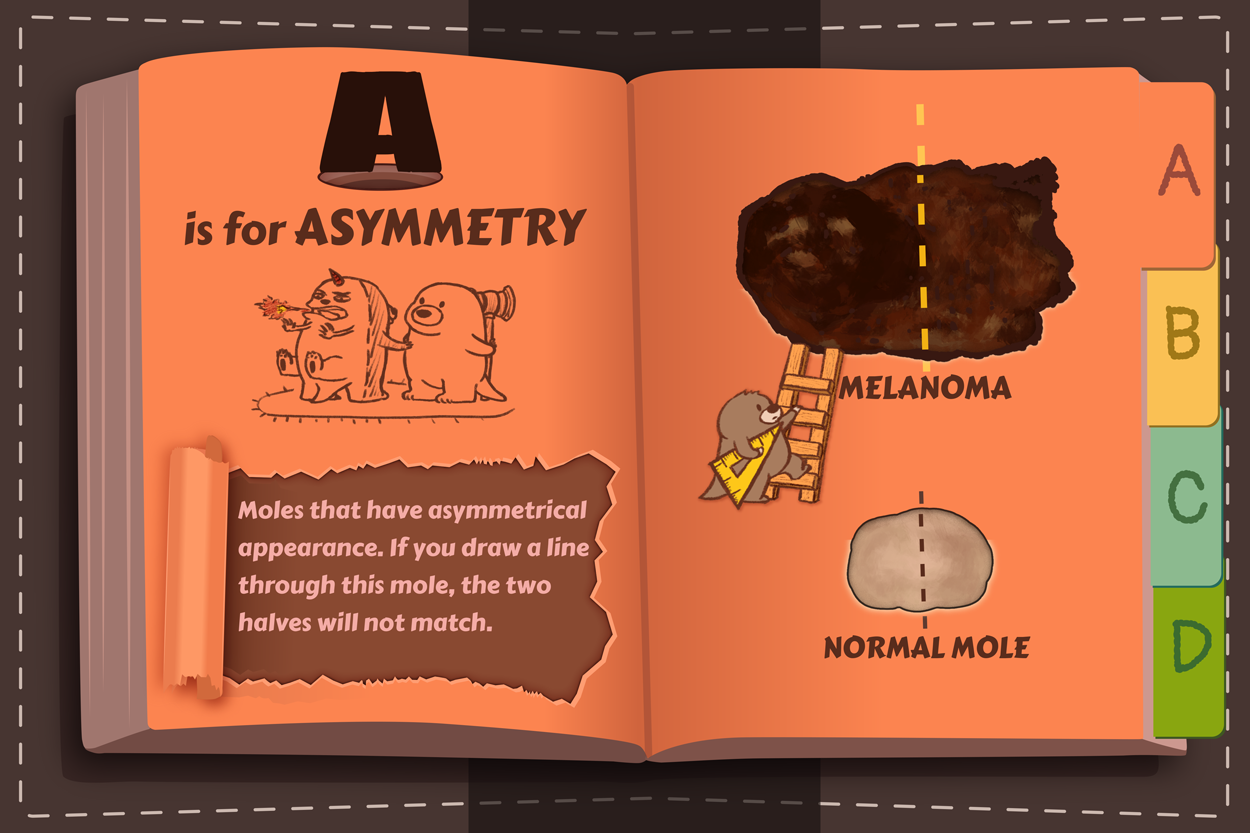 A
is for ASYMMETRY
Moles that have asymmetrical
appearance. If you draw a line
through this mole, the two
halves will not match.
MELANOMA
NORMAL MOLE
A
B
C
D